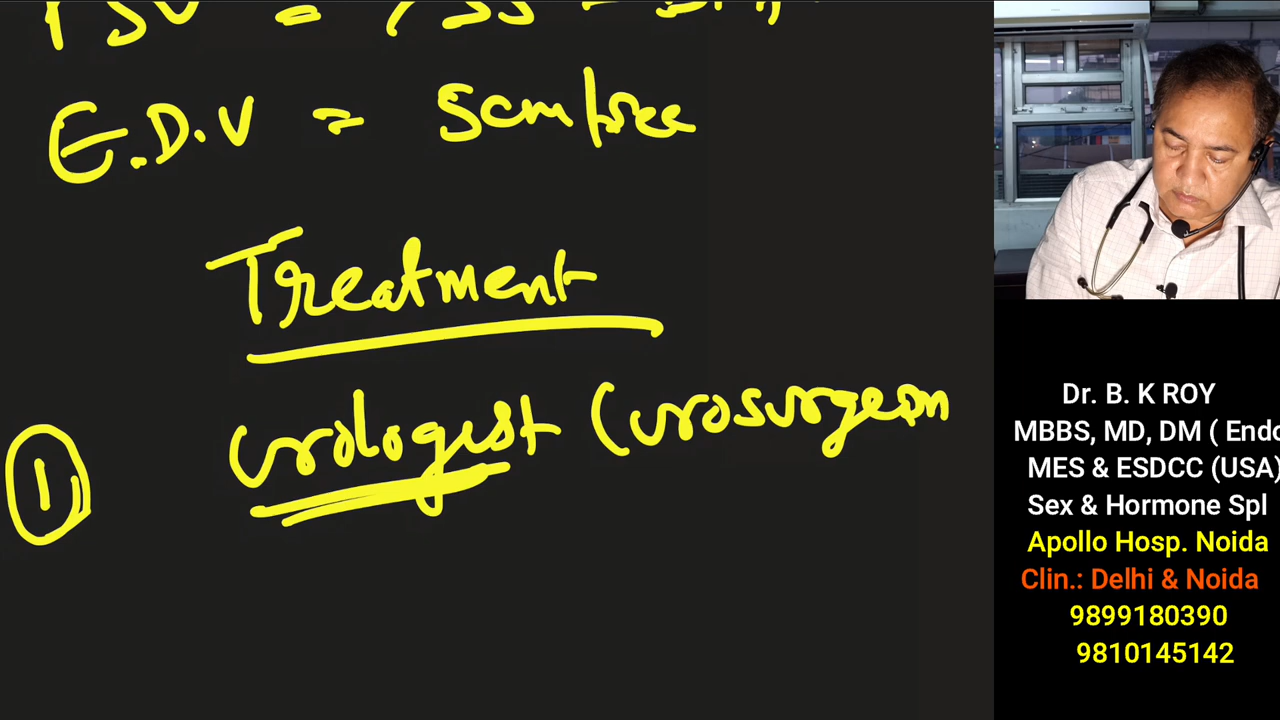 PSV =
E.D.V = 5cm/sec
Treatment
① urologist (urosurgeon
Dr. B. K ROY
MBBS, MD, DM ( Endo
MES & ESDCC (USA)
Sex & Hormone Spl
Apollo Hosp. Noida
Clin.: Delhi & Noida
9899180390
9810145142